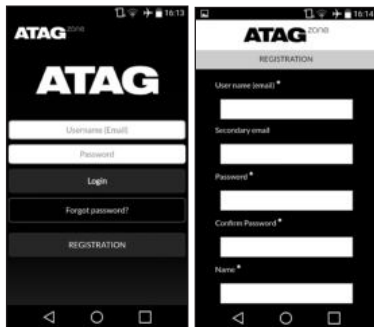 16:13
ATAG zone
ATAG
Username (Email)
Password
Login
Forgot password?
REGISTRATION
16:14
ATAG zone
REGISTRATION
User name (email) *
Secondary email
Password *
Confirm Password *
Name *